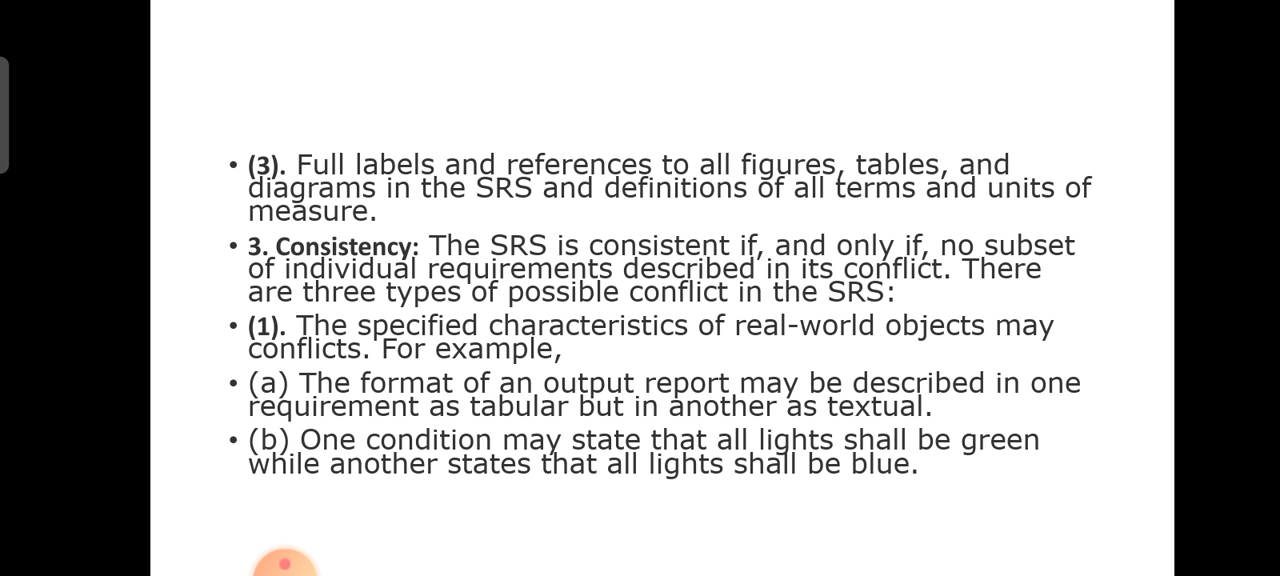 • (3). Full labels and references to all figures, tables, and
diagrams in the SRS and definitions of all terms and units of
measure.
• 3. Consistency: The SRS is consistent if, and only if, no subset
of individual requirements described in its conflict. There
are three types of possible conflict in the SRS:
• (1). The specified characteristics of real-world objects may
conflicts. For example,
• (a) The format of an output report may be described in one
requirement as tabular but in another as textual.
• (b) One condition may state that all lights shall be green
while another states that all lights shall be blue.